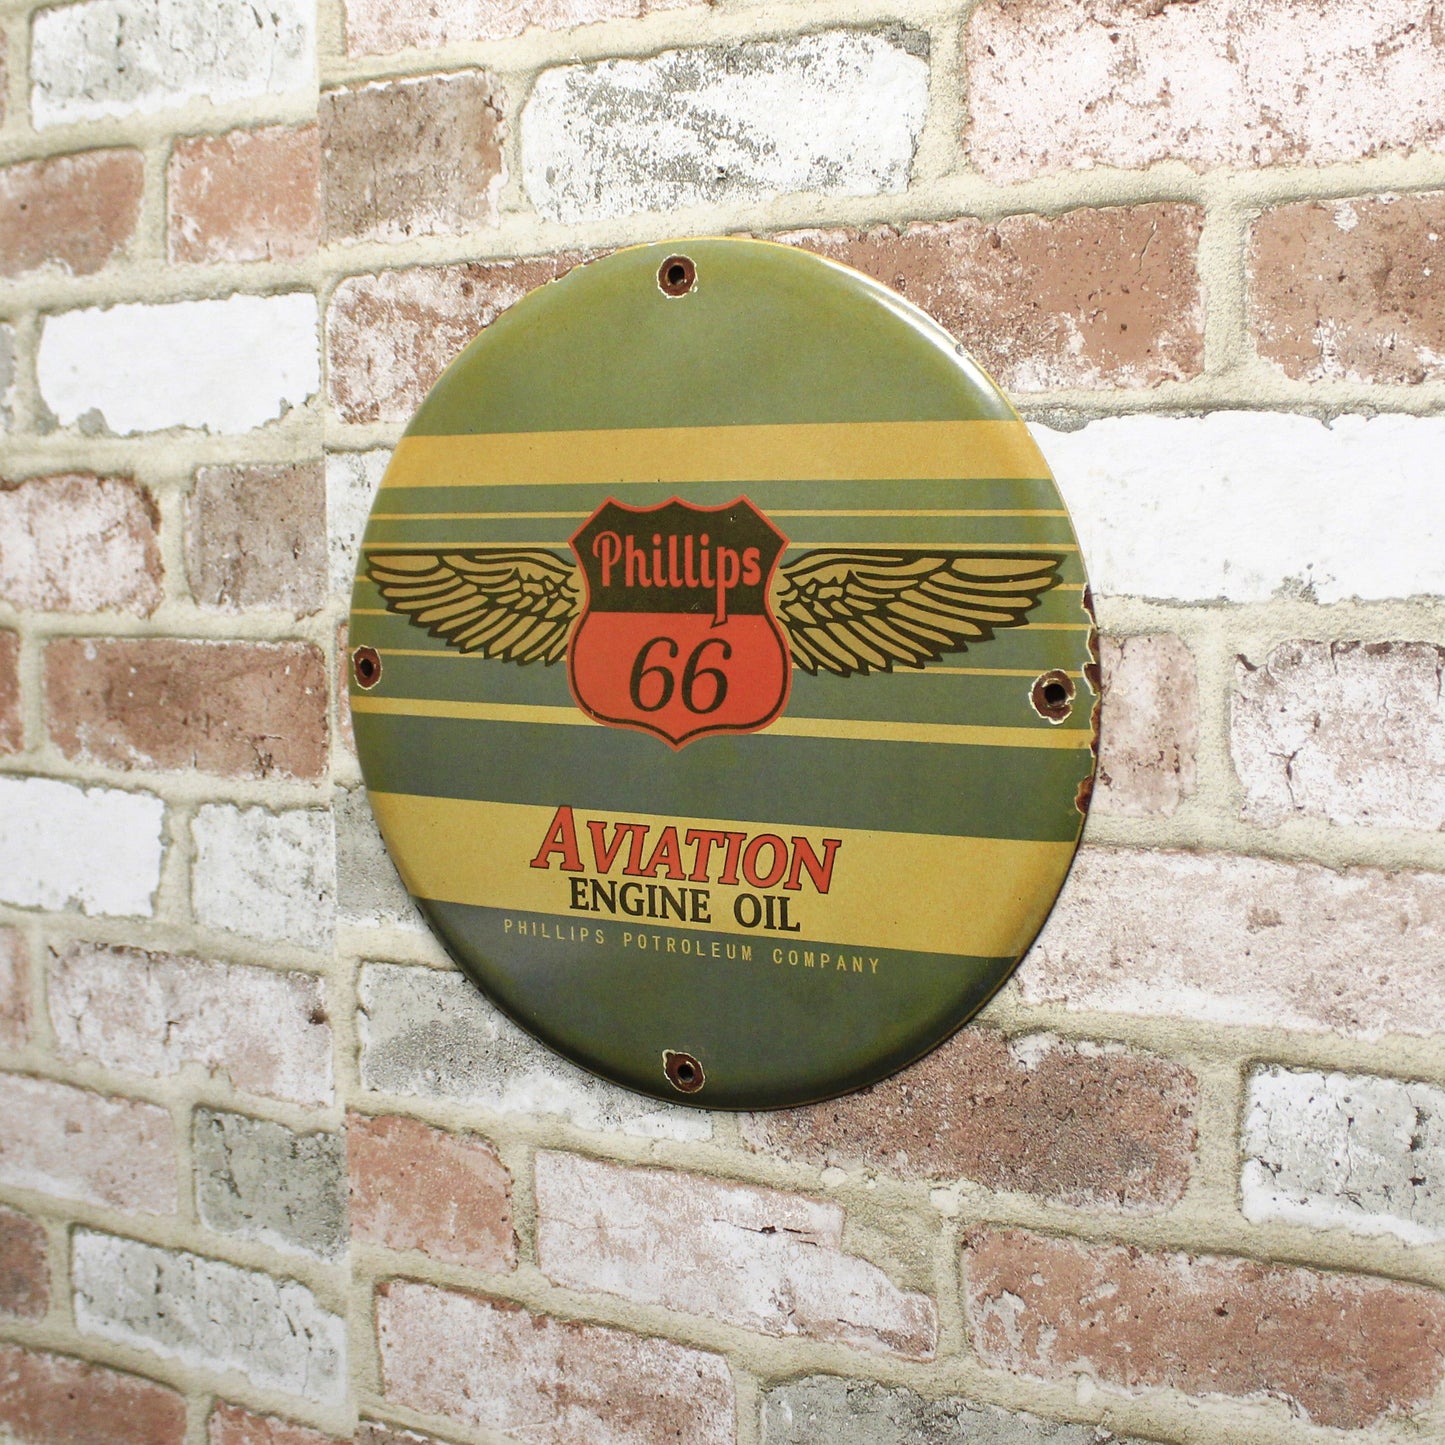 Phillips
66
AVIATION
ENGINE OIL
PHILLIPS POTROLEUM COMPANY